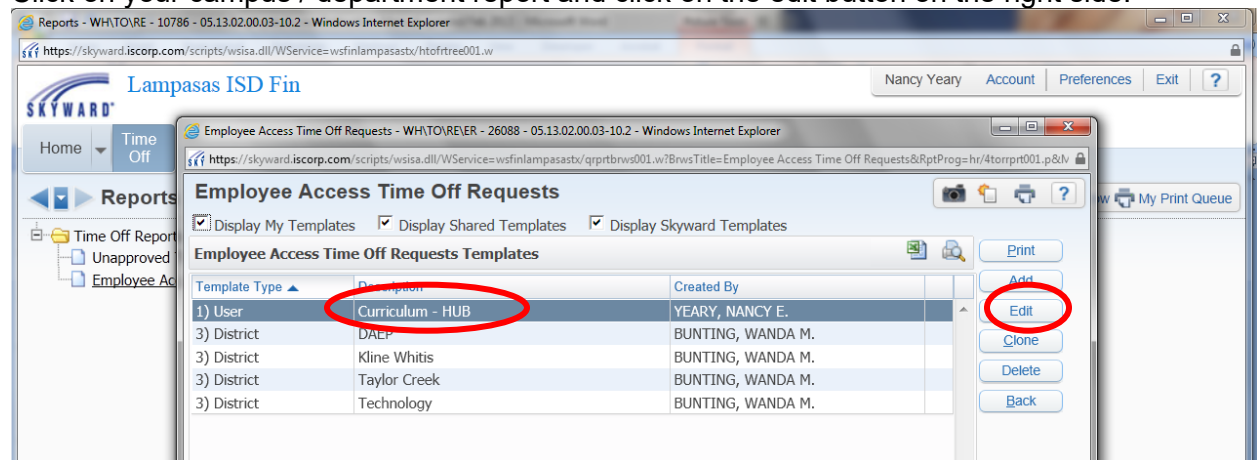 Click on your campus / department report and click on the edit button on the right side.
Reports - WH\TO\RE - 10786 - 05.13.02.00.03-10.2 - Windows Internet Explorer
https://skyward.iscorp.com/scripts/wsisa.dll/WService=wsfinlampasastx/htofrtree001.w
SKYWARD
Lampasas ISD Fin
Nancy Yeary Account Preferences Exit ?
Home Time Off
Employee Access Time Off Requests - WH\TO\RE\ER - 26088 - 05.13.02.00.03-10.2 - Windows Internet Explorer
https://skyward.iscorp.com/scripts/wsisa.dll/WService=wsfinlampasastx/qrprtbrws001.w?BrwsTitle=Employee Access Time Off Requests&RptProg=hr/4torrprt001.p&
Reports
My Print Queue
Employee Access Time Off Requests ?
Display My Templates Display Shared Templates Display Skyward Templates
Time Off Report
Unapproved
Employee Ac
Employee Access Time Off Requests Templates
Print
Template Type Description Created By
Add
1) User Curriculum - HUB YEARY, NANCY E.
Edit
3) District DAEP BUNTING, WANDA M.
Clone
3) District Kline Whitis BUNTING, WANDA M.
3) District Taylor Creek BUNTING, WANDA M.
Delete
3) District Technology BUNTING, WANDA M.
Back